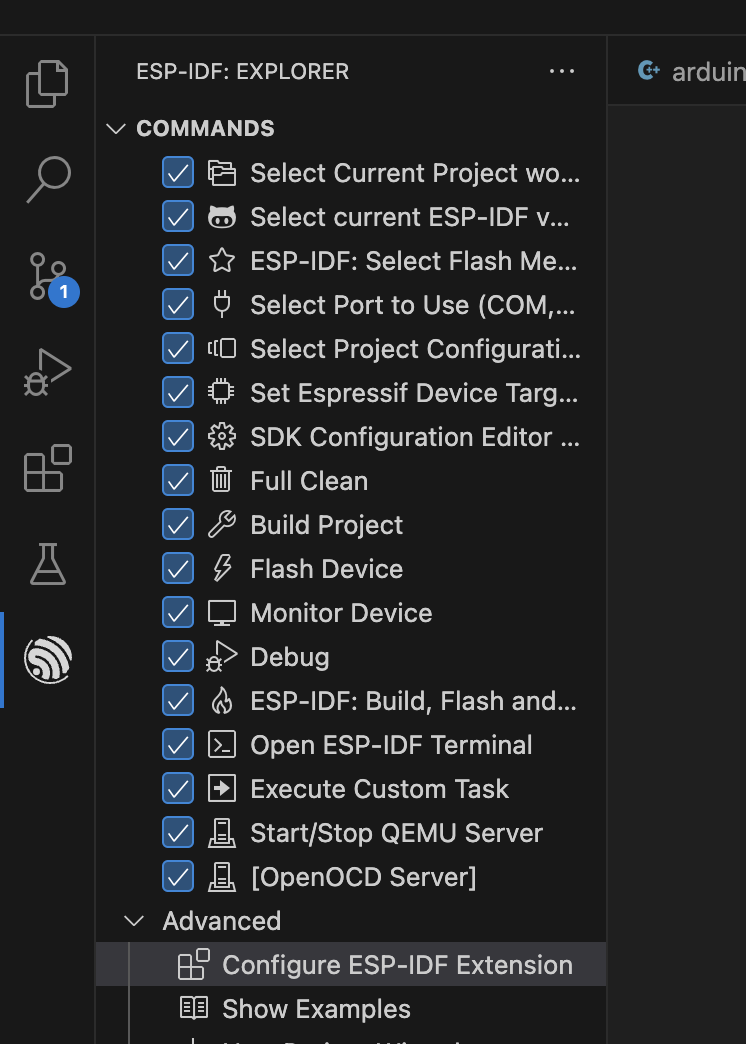 ESP-IDF: EXPLORER
arduin
COMMANDS
Select Current Project wo...
Select current ESP-IDF v...
ESP-IDF: Select Flash Me...
1
Select Port to Use (COM,...
Select Project Configurati...
Set Espressif Device Targ...
SDK Configuration Editor ...
Full Clean
Build Project
Flash Device
Monitor Device
Debug
ESP-IDF: Build, Flash and...
Open ESP-IDF Terminal
Execute Custom Task
Start/Stop QEMU Server
[OpenOCD Server]
Advanced
Configure ESP-IDF Extension
Show Examples